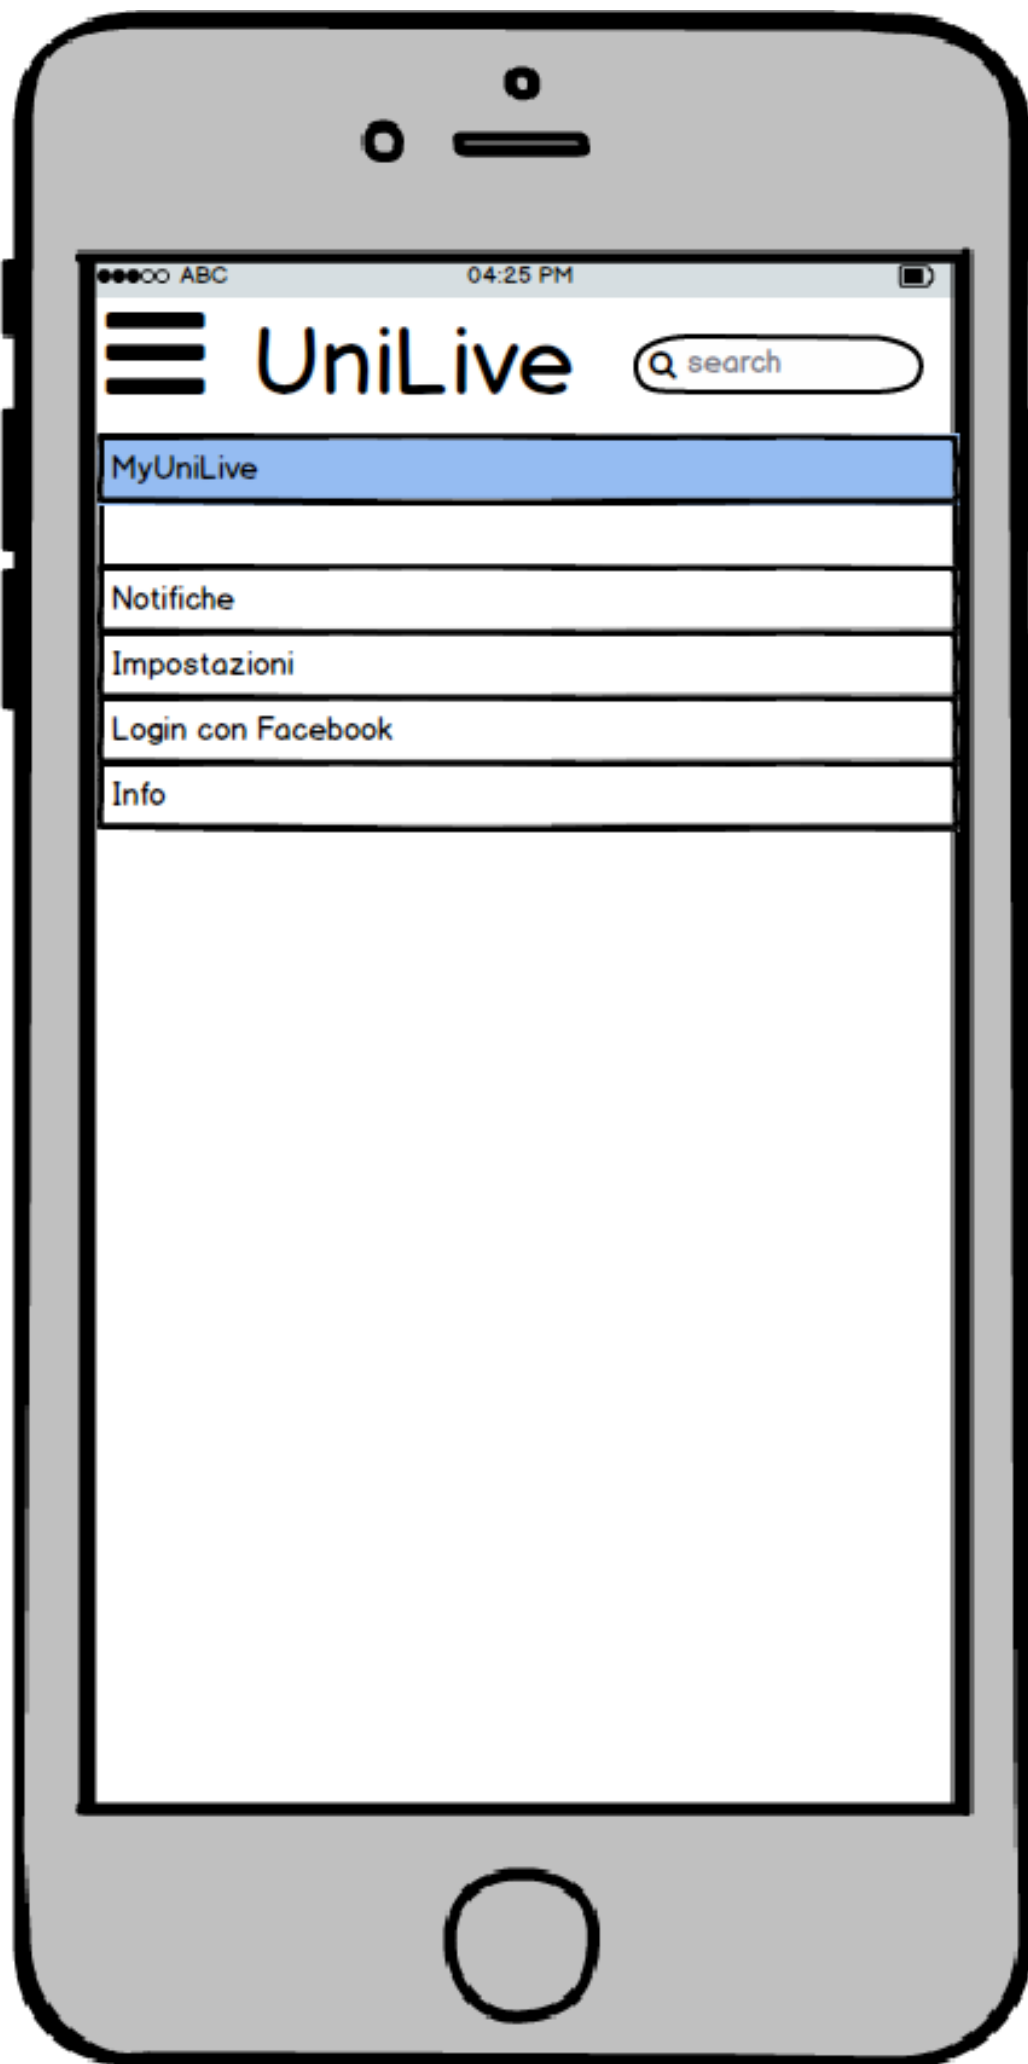 ABC 04:25 PM
UniLive search
MyUniLive
Notifiche
Impostazioni
Login con Facebook
Info